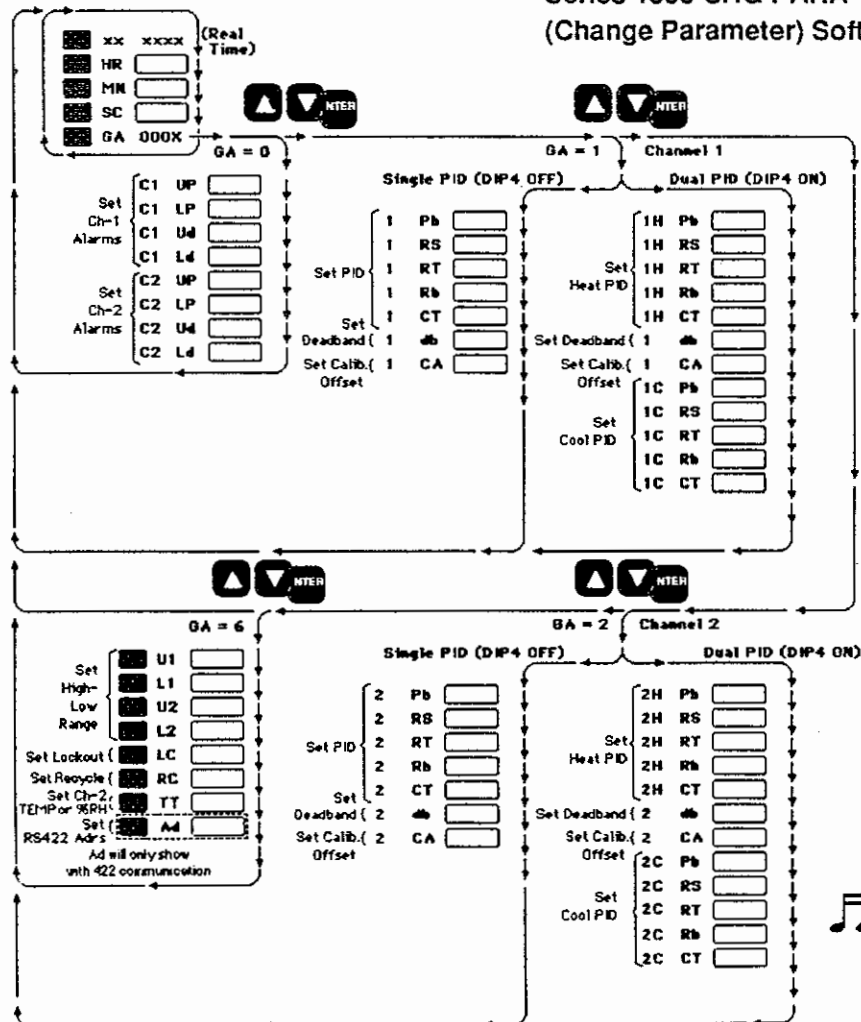 Series 4500 CHG PARA
(Change Parameter) Soft
xx xxxx (Real Time)
HR
MN
SC
GA 000X
NTER
NTER
GA = 0
GA = 1
Channel 1
Single PID (DIP4 OFF)
Dual PID (DIP4 ON)
Set Ch-1 Alarms
C1 UP
C1 LP
C1 Ud
C1 Ld
Set Ch-2 Alarms
C2 UP
C2 LP
C2 Ud
C2 Ld
Set PID
1 Pb
1 RS
1 RT
1 Rb
1 CT
Set Deadband
1 db
Set Calib. Offset
1 CA
Set Heat PID
1H Pb
1H RS
1H RT
1H Rb
1H CT
Set Deadband
1 db
Set Calib. Offset
1 CA
Set Cool PID
1C Pb
1C RS
1C RT
1C Rb
1C CT
NTER
NTER
GA = 6
GA = 2
Channel 2
Single PID (DIP4 OFF)
Dual PID (DIP4 ON)
Set High-Low Range
U1
L1
U2
L2
Set Lockout
LC
Set Recycle
RC
Set Ch-2 TEMP or %RH
TT
Set RS422 Adrs
Ad
Ad will only show
with 422 communication
Set PID
2 Pb
2 RS
2 RT
2 Rb
2 CT
Set Deadband
2 db
Set Calib. Offset
2 CA
Set Heat PID
2H Pb
2H RS
2H RT
2H Rb
2H CT
Set Deadband
2 db
Set Calib. Offset
2 CA
Set Cool PID
2C Pb
2C RS
2C RT
2C Rb
2C CT